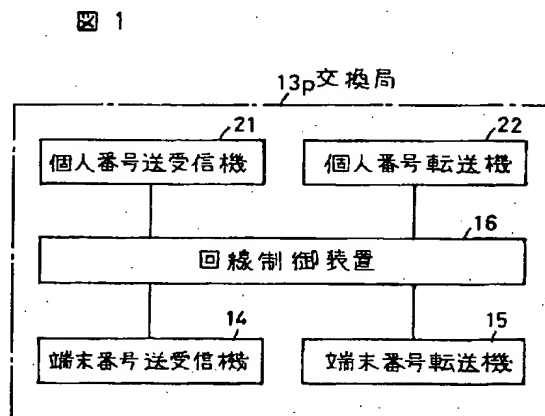 図 1
13p交換局
21
22
個人番号送受信機
個人番号転送機
16
回線制御装置
14
15
端末番号送受信機
端末番号転送機